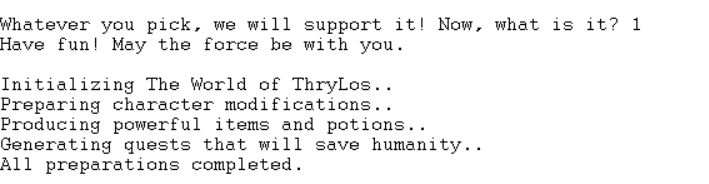 Whatever you pick, we will support it! Now, what is it? 1
Have fun! May the force be with you.
Initializing The World of ThryLos..
Preparing character modifications..
Producing powerful items and potions..
Generating quests that will save humanity..
All preparations completed.